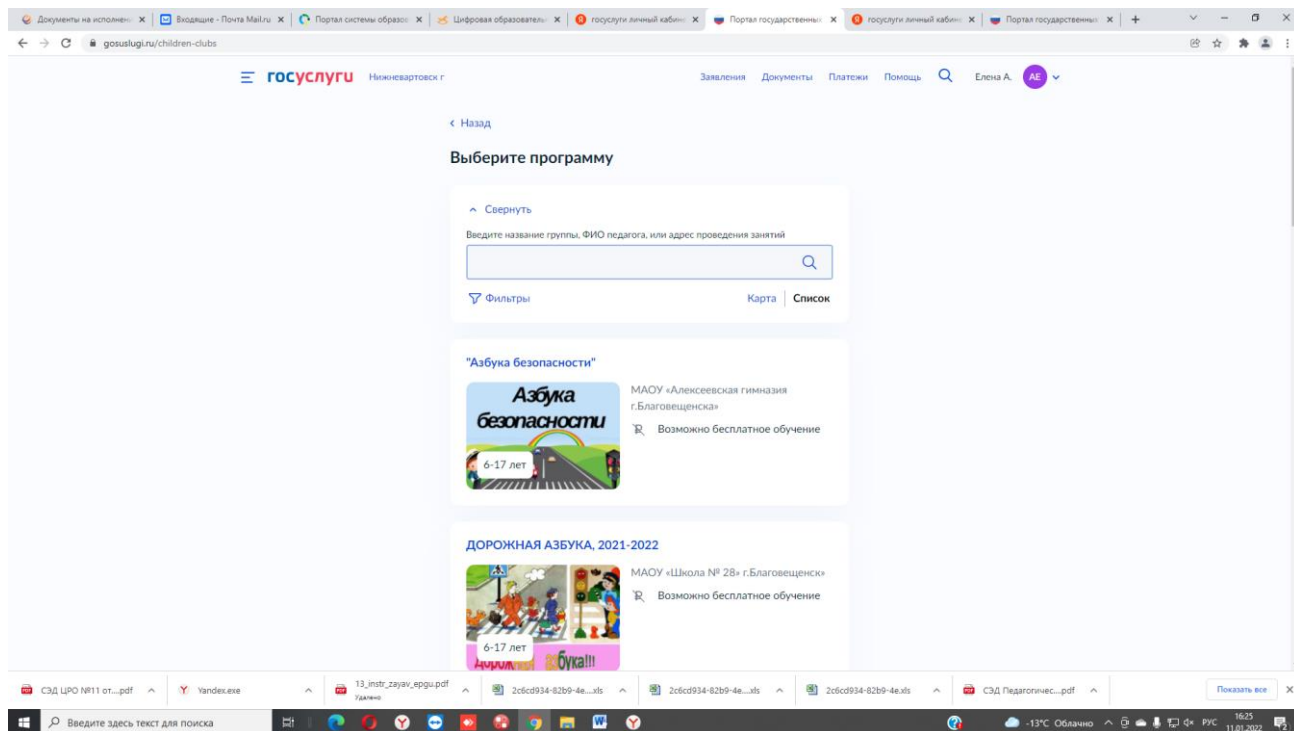 Документы на исполнени
Входящие - Почта Mail.ru
Портал системы образов
Цифровая образователь
госуслуги личный кабине
Портал государственных
госуслуги личный кабине
Портал государственных
gosuslugi.ru/children-clubs
госуслуги Нижневартовск г
Заявления Документы Платежи Помощь Елена А. АЕ
Назад
Выберите программу
Свернуть
Введите название группы, ФИО педагога, или адрес проведения занятий
Фильтры Карта Список
"Азбука безопасности"
Азбука
безопасности
6-17 лет
МАОУ «Алексеевская гимназия
г.Благовещенска»
Возможно бесплатное обучение
ДОРОЖНАЯ АЗБУКА, 2021-2022
МАОУ «Школа № 28» г.Благовещенск»
Возможно бесплатное обучение
6-17 лет
СЭД ЦРО №11 от....pdf
Yandex.exe
13_instr_zayav_epgu.pdf
Удалено
2c6cd934-82b9-4e....xls
2c6cd934-82b9-4e....xls
2c6cd934-82b9-4e.xls
СЭД Педагогичес....pdf
Показать все
Введите здесь текст для поиска
-13°C Облачно
РУС
16:25
11.01.2022